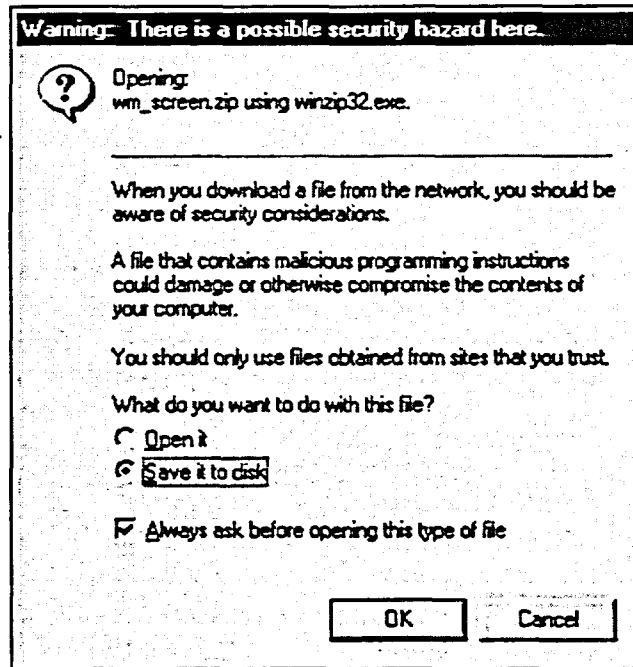 Warning: There is a possible security hazard here.
Opening:
wm_screen.zip using winzip32.exe.
When you download a file from the network, you should be
aware of security considerations.
A file that contains malicious programming instructions
could damage or otherwise compromise the contents of
your computer.
You should only use files obtained from sites that you trust.
What do you want to do with this file?
Open it
Save it to disk
Always ask before opening this type of file
OK
Cancel